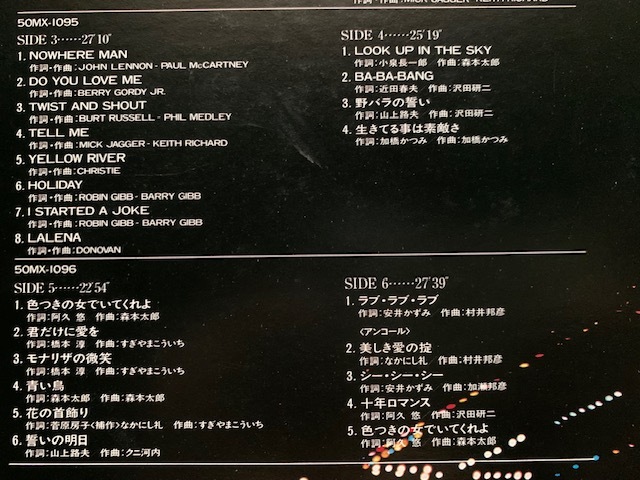 作詞・作曲:MICK JAGGER-KEITH RICHARD
50MX-1095
SIDE 3……27'10"
1. NOWHERE MAN
作詞・作曲:JOHN LENNON - PAUL McCARTNEY
2. DO YOU LOVE ME
作詞・作曲:BERRY GORDY JR.
3. TWIST AND SHOUT
作詞・作曲:BURT RUSSELL - PHIL MEDLEY
4. TELL ME
作詞・作曲:MICK JAGGER - KEITH RICHARD
5. YELLOW RIVER
作詞・作曲:CHRISTIE
6. HOLIDAY
作詞・作曲:ROBIN GIBB - BARRY GIBB
7. I STARTED A JOKE
作詞・作曲:ROBIN GIBB - BARRY GIBB
8. LALENA
作詞・作曲:DONOVAN
SIDE 4……25'19"
1. LOOK UP IN THE SKY
作詞:小泉長一郎 作曲:森本太郎
2. BA-BA-BANG
作詞:近田春夫 作曲:沢田研二
3. 野バラの誓い
作詞:山上路夫 作曲:沢田研二
4. 生きてる事は素敵さ
作詞:加橋かつみ 作曲:加橋かつみ
50MX-1096
SIDE 5……22'54"
1. 色つきの女でいてくれよ
作詞:阿久 悠 作曲:森本太郎
2. 君だけに愛を
作詞:橋本 淳 作曲:すぎやまこういち
3. モナリザの微笑
作詞:橋本 淳 作曲:すぎやまこういち
4. 青い鳥
作詞:森本太郎 作曲:森本太郎
5. 花の首飾り
作詞:菅原房子〈補作〉なかにし礼 作曲:すぎやまこういち
6. 誓いの明日
作詞:山上路夫 作曲:クニ河内
SIDE 6……27'39"
1. ラブ・ラブ・ラブ
作詞:安井かずみ 作曲:村井邦彦
〈アンコール〉
2. 美しき愛の掟
作詞:なかにし礼 作曲:村井邦彦
3. シー・シー・シー
作詞:安井かずみ 作曲:加瀬邦彦
4. 十年ロマンス
作詞:阿久 悠 作曲:沢田研二
5. 色つきの女でいてくれよ
作詞:阿久 悠 作曲:森本太郎